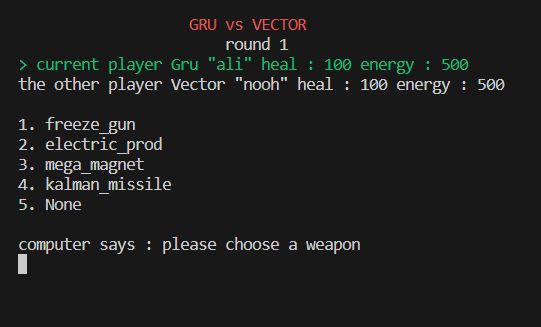 GRU vs VECTOR
round 1
> current player Gru "ali" heal : 100 energy : 500
the other player Vector "nooh" heal : 100 energy : 500
1. freeze_gun
2. electric_prod
3. mega_magnet
4. kalman_missile
5. None
computer says : please choose a weapon